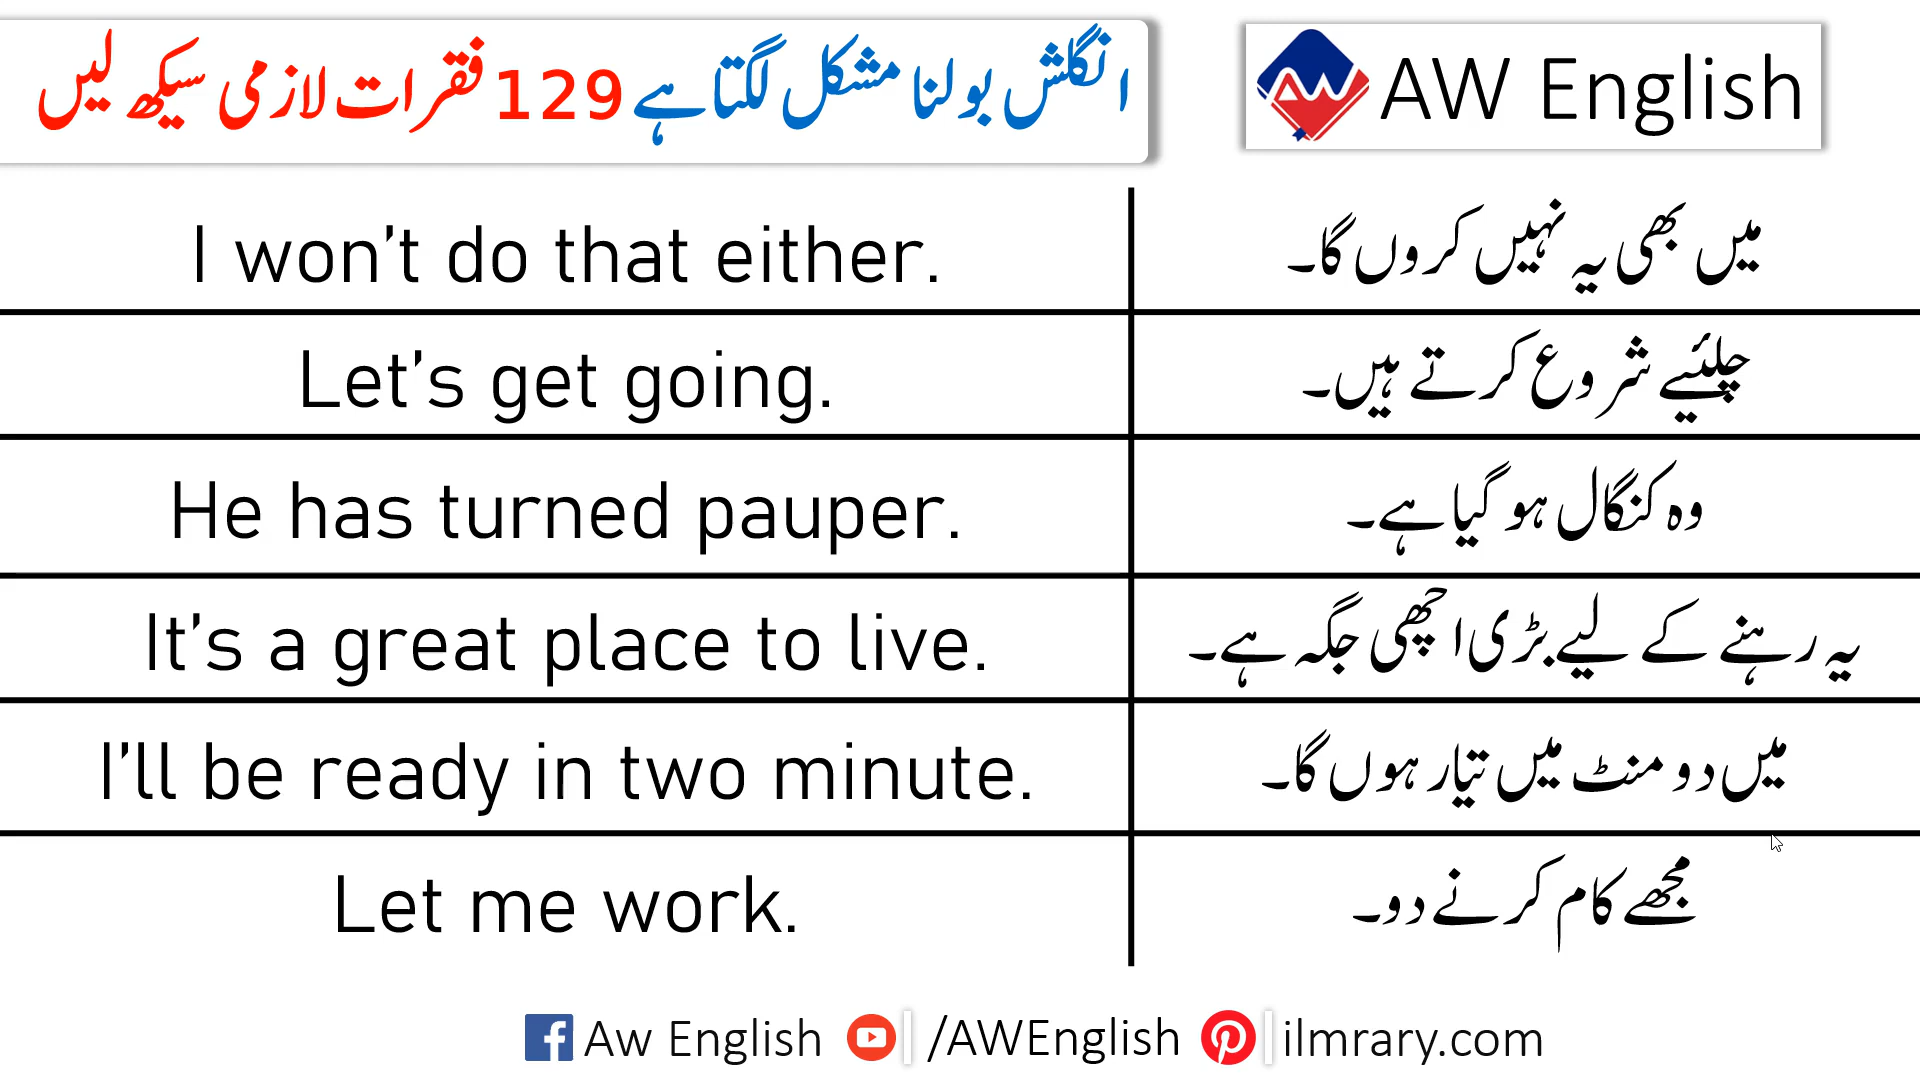 انگلش بولنا مشکل لگتا ہے 129 فقرات لازمی سیکھ لیں
AW English
I won't do that either.
میں بھی یہ نہیں کروں گا۔
Let's get going.
چلئیے شروع کرتے ہیں۔
He has turned pauper.
وہ کنگال ہو گیا ہے۔
It's a great place to live.
یہ رہنے کے لیے بڑی اچھی جگہ ہے۔
I'll be ready in two minute.
میں دو منٹ میں تیار ہوں گا۔
Let me work.
مجھے کام کرنے دو۔
Aw English /AWEnglish ilmrary.com